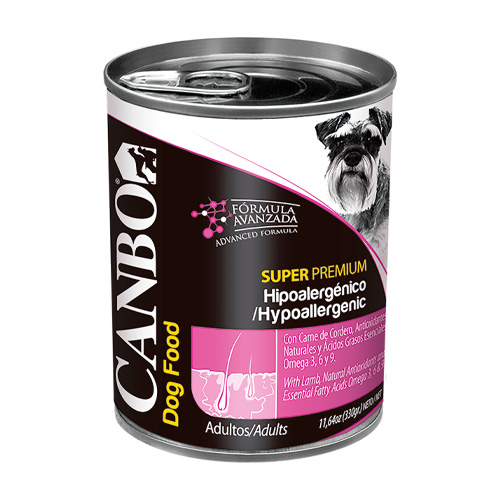 CANBO®
Dog Food
FÓRMULA
AVANZADA
ADVANCED FORMULA
SUPER PREMIUM
Hipoalergénico
/Hypoallergenic
Con Carne de Cordero, Antioxidantes
Naturales y Ácidos Grasos Esenciales
Omega 3, 6 y 9.
With Lamb, Natural Antioxidants and
Essential Fatty Acids Omega 3, 6 &
Adultos/Adults
11,64oz (330gr.) NETO/